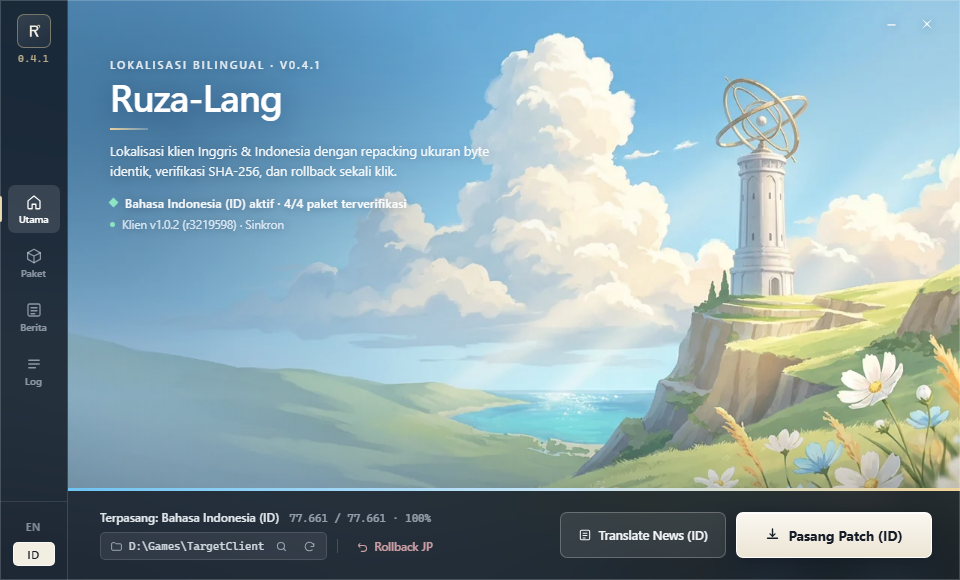 R
0.4.1
Utama
Paket
Berita
Log
EN
ID
LOKALISASI BILINGUAL · V0.4.1
Ruza-Lang
Lokalisasi klien Inggris & Indonesia dengan repacking ukuran byte
identik, verifikasi SHA-256, dan rollback sekali klik.
Bahasa Indonesia (ID) aktif · 4/4 paket terverifikasi
Klien v1.0.2 (r3219598) · Sinkron
Terpasang: Bahasa Indonesia (ID) 77.661 / 77.661 · 100%
D:\Games\TargetClient
Rollback JP
Translate News (ID)
Pasang Patch (ID)